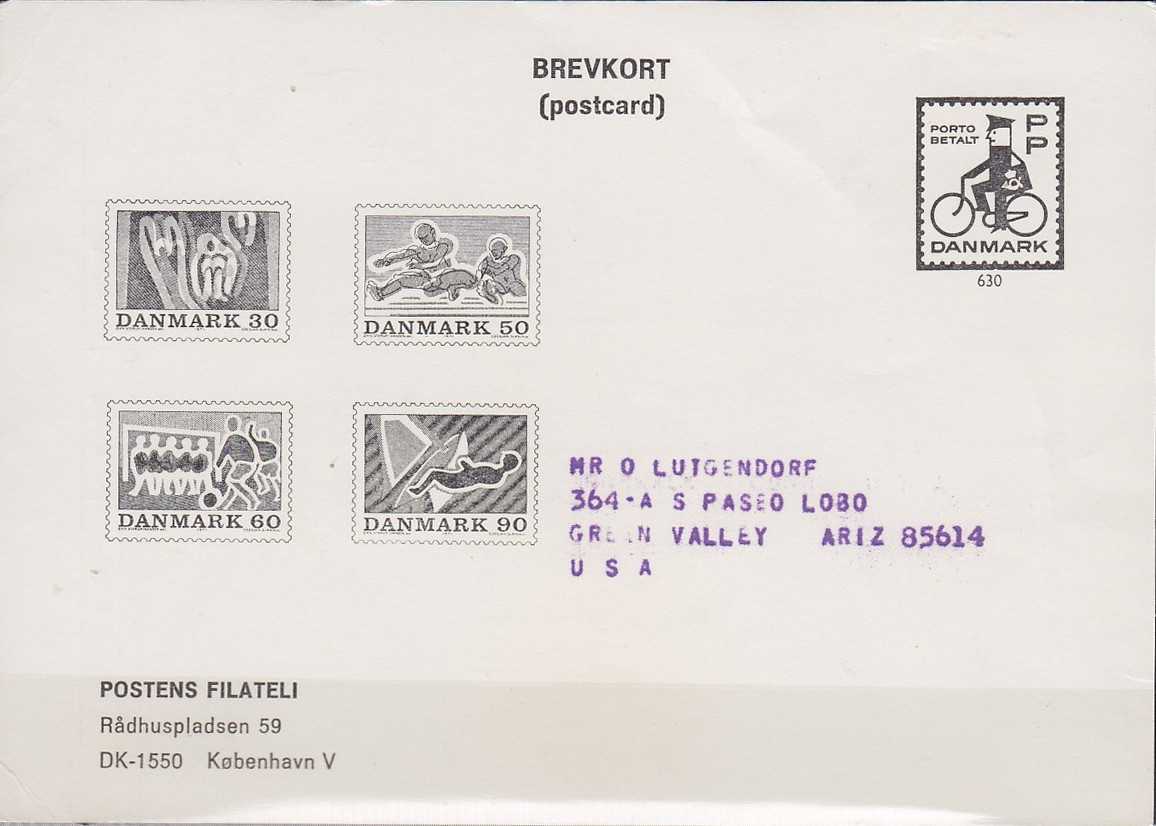 BREVKORT
(postcard)
PORTO
BETALT
P
P
DANMARK
630
DANMARK 30
DANMARK 50
DANMARK 60
DANMARK 90
MR O LUTGENDORF
364-A S PASEO LOBO
GREEN VALLEY ARIZ 85614
U S A
POSTENS FILATELI
Rådhuspladsen 59
DK-1550 København V